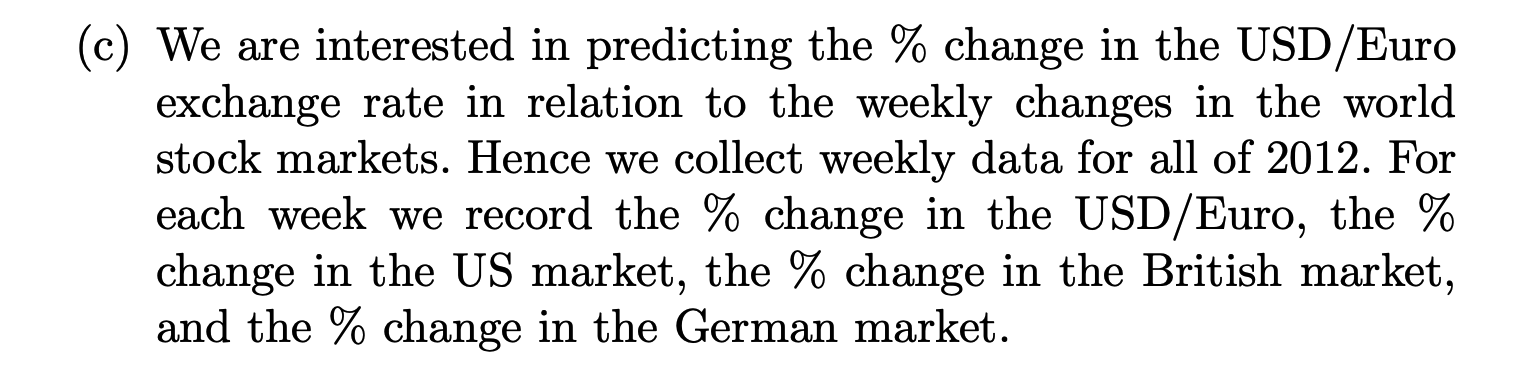 (c) We are interested in predicting the % change in the USD/Euro
exchange rate in relation to the weekly changes in the world
stock markets. Hence we collect weekly data for all of 2012. For
each week we record the % change in the USD/Euro, the %
change in the US market, the % change in the British market,
and the % change in the German market.